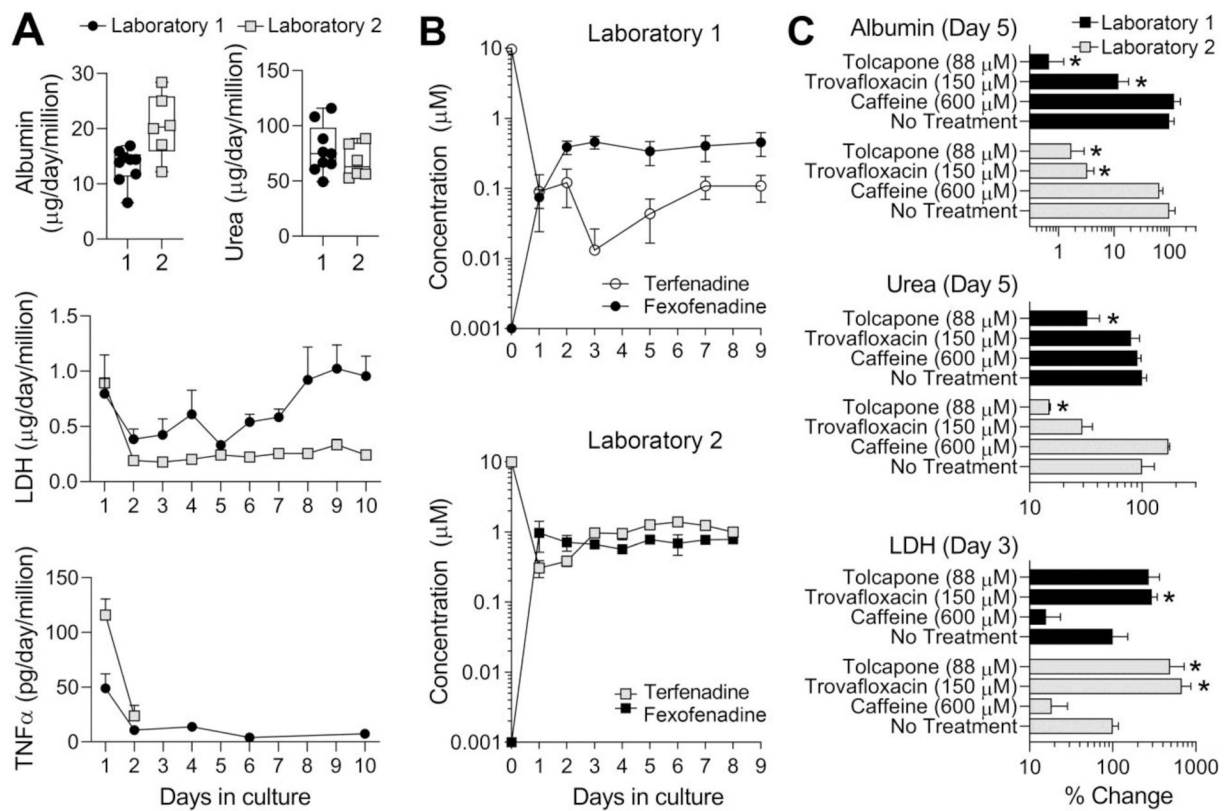 A
Laboratory 1
Laboratory 2
Albumin
(µg/day/million)
30
20
10
0
1 2
Urea (µg/day/million)
150
100
50
0
1 2
LDH (µg/day/million)
1.5
1.0
0.5
0.0
1 2 3 4 5 6 7 8 9 10
TNFα (pg/day/million)
150
100
50
0
1 2 3 4 5 6 7 8 9 10
Days in culture
B
Laboratory 1
Concentration (µM)
10
1
0.1
0.01
0.001
Terfenadine
Fexofenadine
0 1 2 3 4 5 6 7 8 9
Laboratory 2
Concentration (µM)
10
1
0.1
0.01
0.001
Terfenadine
Fexofenadine
0 1 2 3 4 5 6 7 8 9
Days in culture
C
Albumin (Day 5)
Laboratory 1
Laboratory 2
Tolcapone (88 µM) *
Trovafloxacin (150 µM) *
Caffeine (600 µM)
No Treatment
Tolcapone (88 µM) *
Trovafloxacin (150 µM) *
Caffeine (600 µM)
No Treatment
1 10 100
Urea (Day 5)
Tolcapone (88 µM) *
Trovafloxacin (150 µM)
Caffeine (600 µM)
No Treatment
Tolcapone (88 µM) *
Trovafloxacin (150 µM)
Caffeine (600 µM)
No Treatment
10 100
LDH (Day 3)
Tolcapone (88 µM)
Trovafloxacin (150 µM) *
Caffeine (600 µM)
No Treatment
Tolcapone (88 µM) *
Trovafloxacin (150 µM) *
Caffeine (600 µM)
No Treatment
10 100 1000
% Change